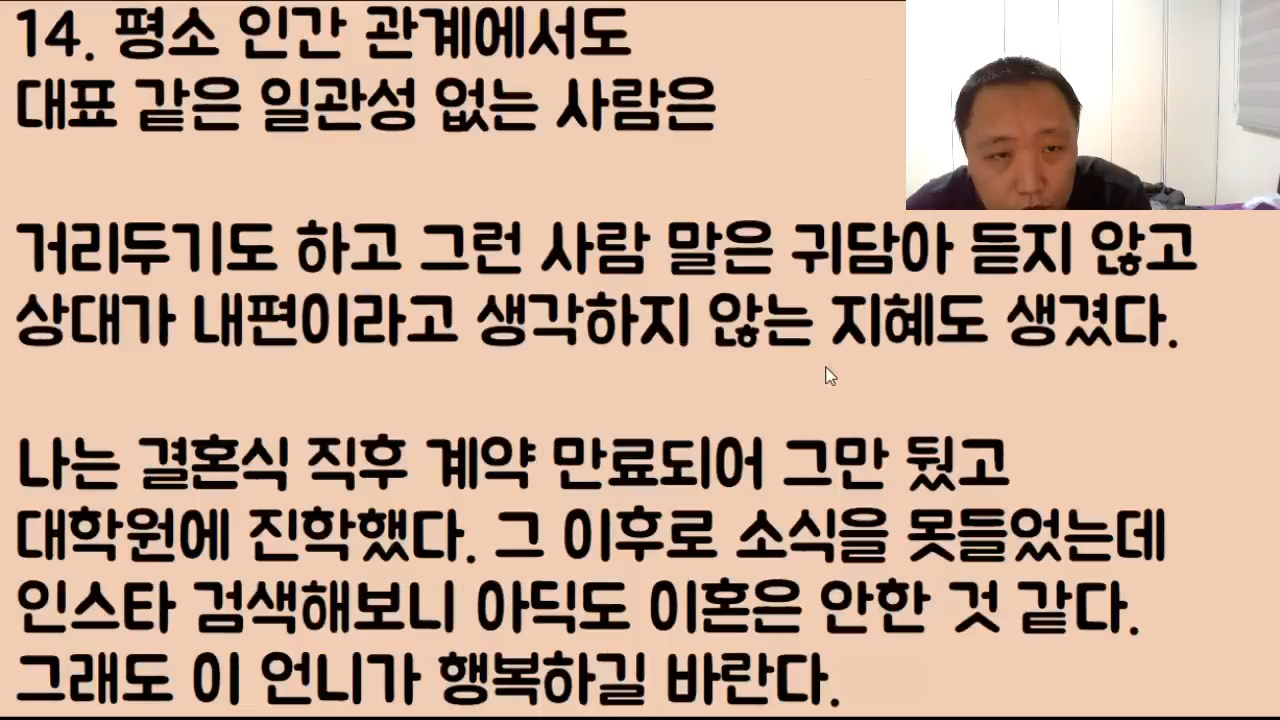 14. 평소 인간 관계에서도
대표 같은 일관성 없는 사람은
거리두기도 하고 그런 사람 말은 귀담아 듣지 않고
상대가 내편이라고 생각하지 않는 지혜도 생겼다.
나는 결혼식 직후 계약 만료되어 그만 뒀고
대학원에 진학했다. 그 이후로 소식을 못들었는데
인스타 검색해보니 아딕도 이혼은 안한 것 같다.
그래도 이 언니가 행복하길 바란다.